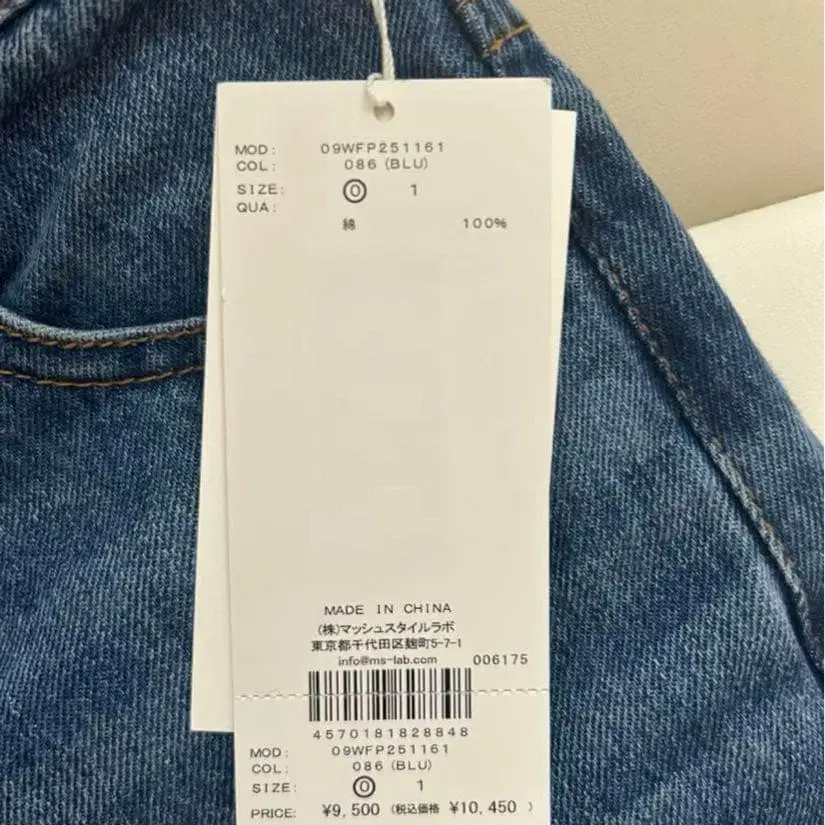 MOD: 09WFP251161
COL: 086 (BLU)
SIZE: 0 1
QUA:
綿 100%
MADE IN CHINA
(株)マッシュスタイルラボ
東京都千代田区麹町5-7-1
info@ms-lab.com 006175
4570181828848
MOD: 09WFP251161
COL: 086 (BLU)
SIZE: 0 1
PRICE: ¥9,500 (税込価格 ¥10,450 )